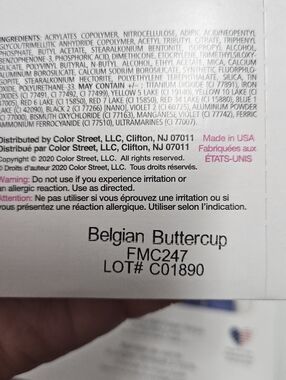 INGREDIENTS: ACRYLATES COPOLYMER, NITROCELLULOSE, ADIPIC ACID/NEOPENTYL
GLYCOL/TRIMELLITIC ANHYDRIDE COPOLYMER, ACETYL TRIBUTYL CITRATE, TRIPHENYL
PHOSPHATE, BUTYL ACETATE, STEARALKONIUM BENTONITE, ISOPROPYL ALCOHOL,
BENZOPHENONE-3, PHOSPHORIC ACID, DIMETHICONE, ETOCRYLENE, TRIMETHYLSILOXY-
SILICATE, POLYVINYL BUTYRAL, N-BUTYL ALCOHOL, ETHYL ACETATE, MICA, CALCIUM
ALUMINUM BOROSILICATE, CALCIUM SODIUM BOROSILICATE, SYNTHETIC FLUORPHLO-
GOPITE, STEARALKONIUM HECTORITE, POLYETHYLENE TEREPHTHALATE, SILICA, TIN
OXIDE, POLYURETHANE-33. MAY CONTAIN +/-: TITANIUM DIOXIDE (CI 77891), IRON
OXIDES (CI 77491, CI 77492, CI 77499), YELLOW 5 LAKE (CI 19140), YELLOW 10 LAKE (CI
47005), RED 6 LAKE (CI 15850), RED 7 LAKE (CI 15850), RED 34 LAKE (CI 15880), BLUE 1
LAKE (CI 42090), BLACK 2 (CI 77266) [NANO], VIOLET 2 (CI 60725), ALUMINUM POWDER
(CI 77000), BISMUTH OXYCHLORIDE (CI 77163), MANGANESE VIOLET (CI 77742), FERRIC
AMMONIUM FERROCYANIDE (CI 77510), ULTRAMARINES (CI 77007).
Distributed by Color Street, LLC, Clifton, NJ 07011
Distribué par Color Street, LLC, Clifton, NJ 07011
Made in USA
Fabriquées aux
ÉTATS-UNIS
Copyright © 2020 Color Street, LLC. All rights reserved.
© Droits d'auteur 2020 Color Street, LLC. Tous droits réservés.
Warning: Do not use if you experience irritation or
an allergic reaction. Use as directed.
Attention: Ne pas utiliser si vous éprouvez une irritation ou si
vous présentez une réaction allergique. Utiliser selon l'indication.
Belgian Buttercup
FMC247
LOT# C01890